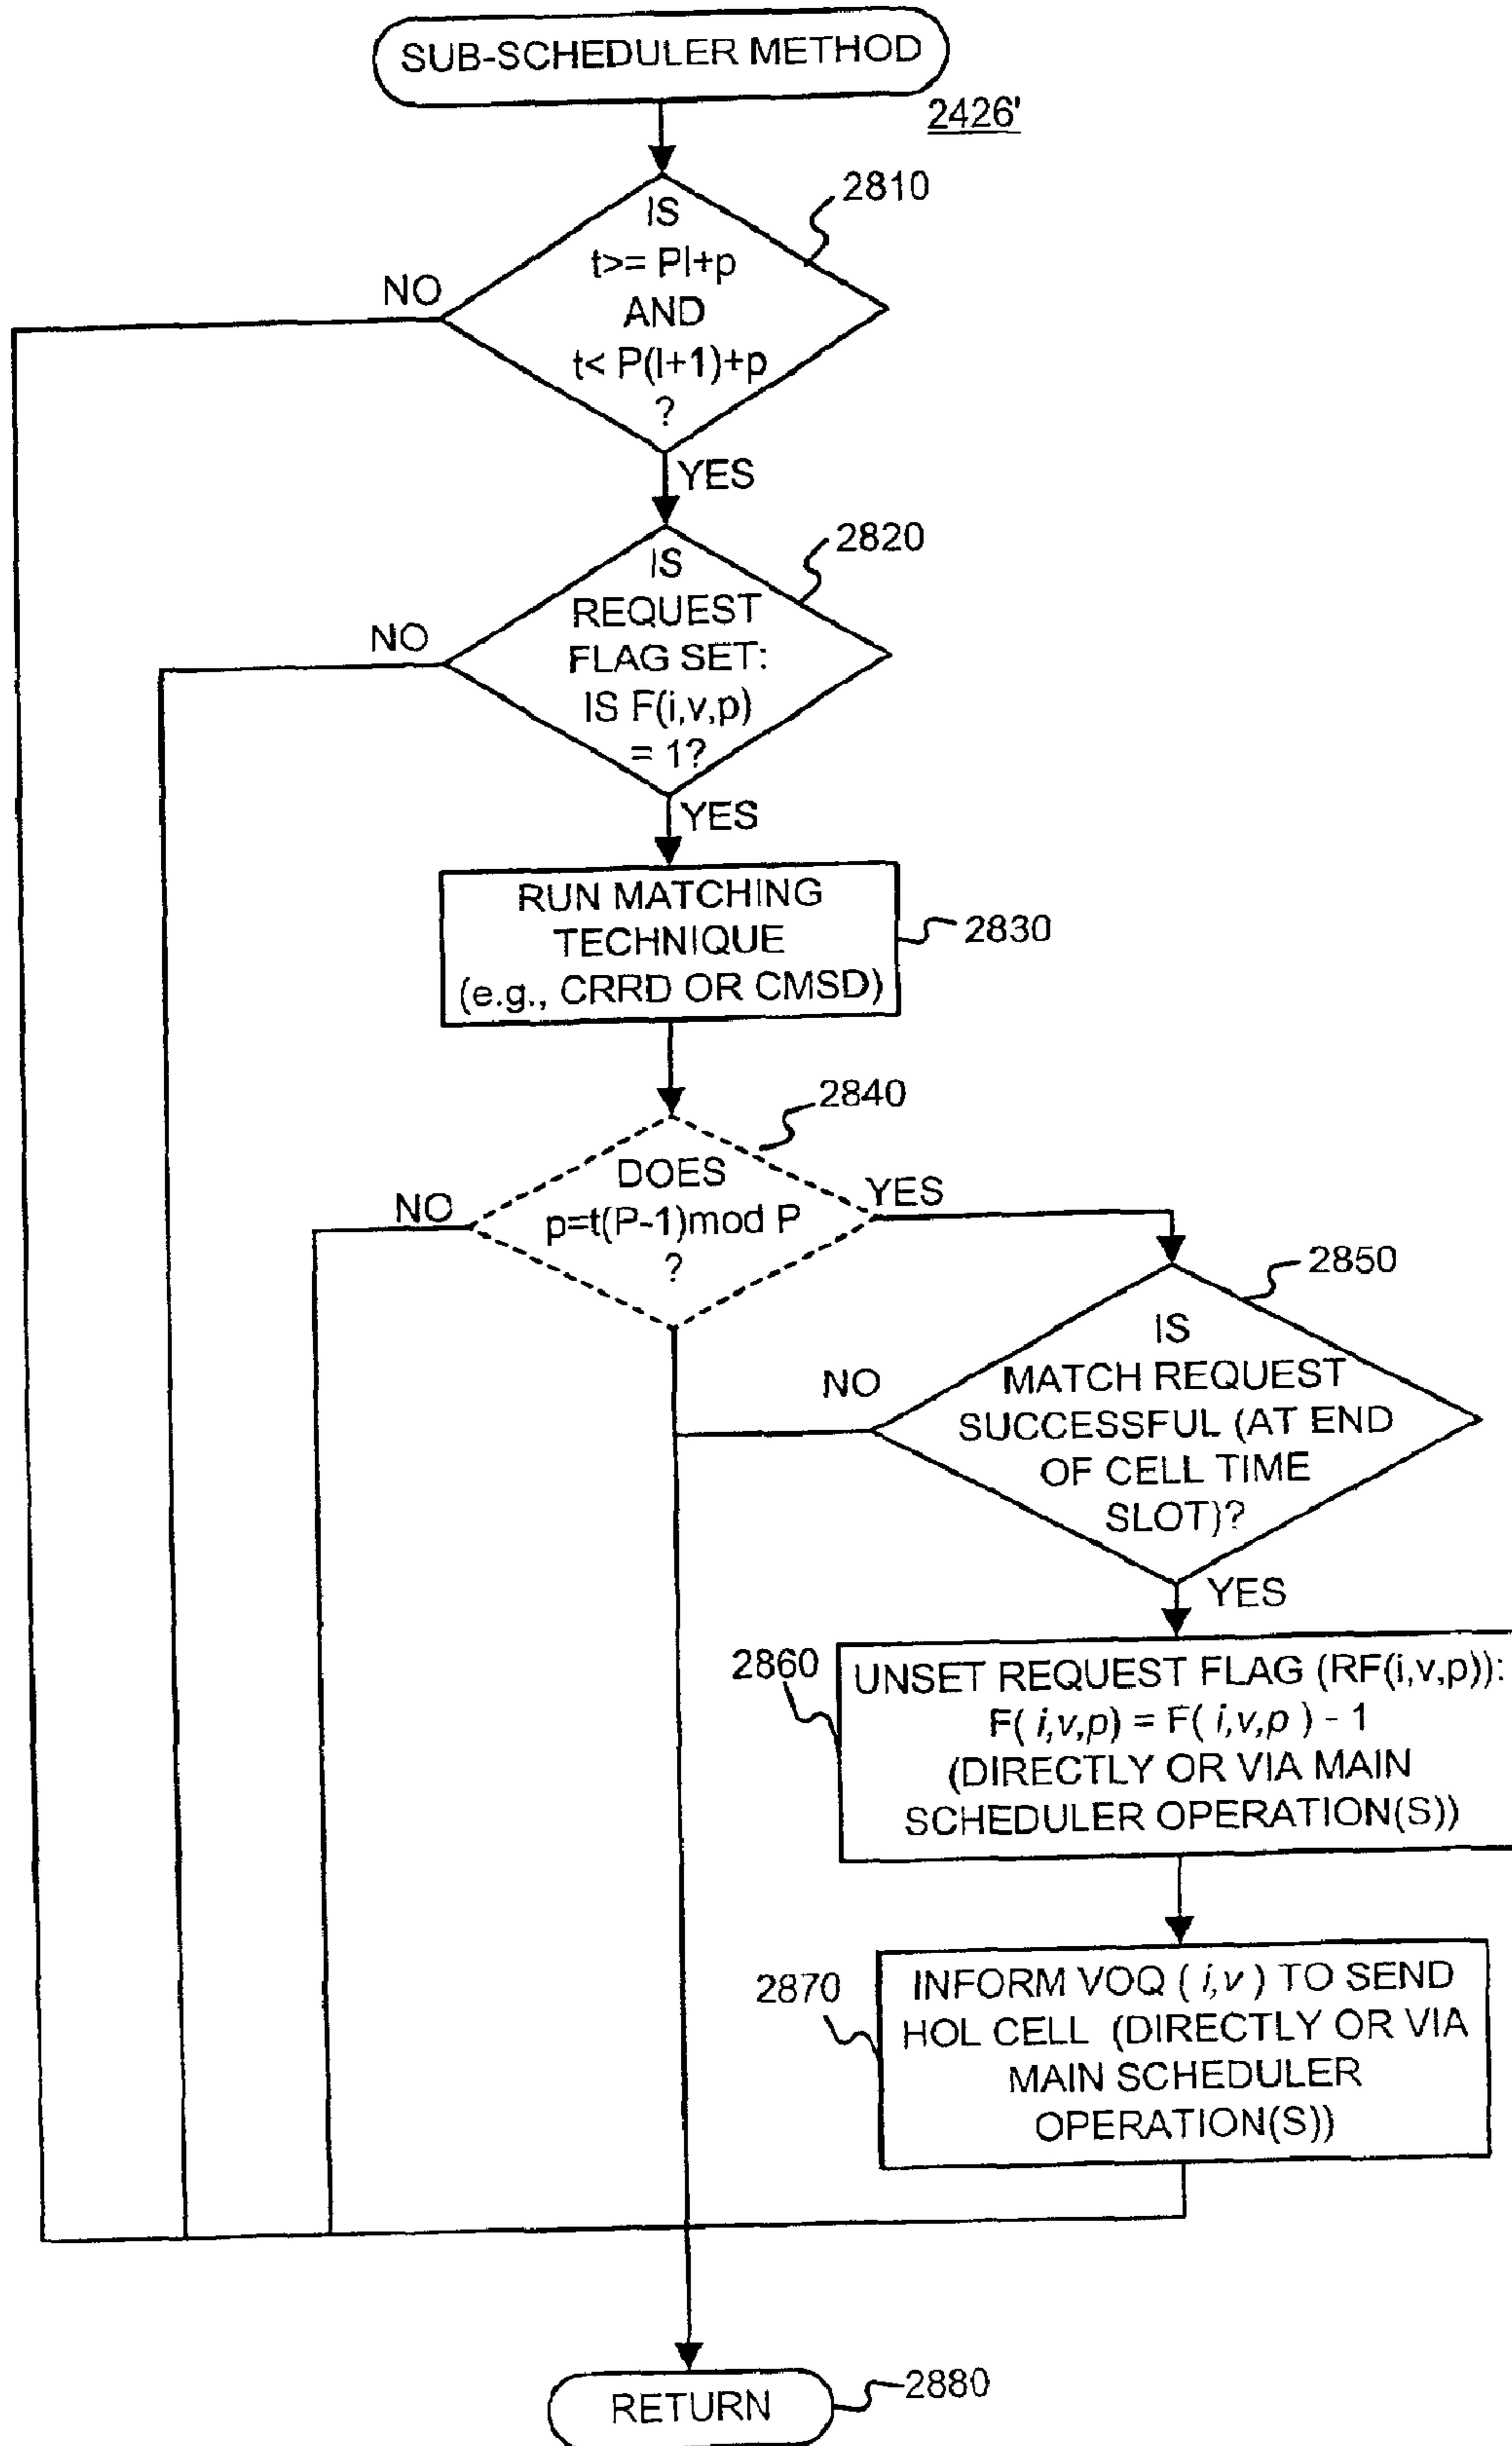 SUB-SCHEDULER METHOD
2426'
2810
IS
t>= Pl+p
AND
t< P(l+1)+p
?
NO
YES
2820
IS
REQUEST
FLAG SET:
IS F(i,v,p)
= 1?
NO
YES
RUN MATCHING
TECHNIQUE
(e.g., CRRD OR CMSD)
2830
2840
DOES
p=t(P-1)mod P
?
NO
YES
2850
IS
MATCH REQUEST
SUCCESSFUL (AT END
OF CELL TIME
SLOT)?
NO
YES
2860
UNSET REQUEST FLAG (RF(i,v,p)):
F( i,v,p) = F( i,v,p ) - 1
(DIRECTLY OR VIA MAIN
SCHEDULER OPERATION(S))
2870
INFORM VOQ ( i,v ) TO SEND
HOL CELL (DIRECTLY OR VIA
MAIN SCHEDULER
OPERATION(S))
RETURN
2880